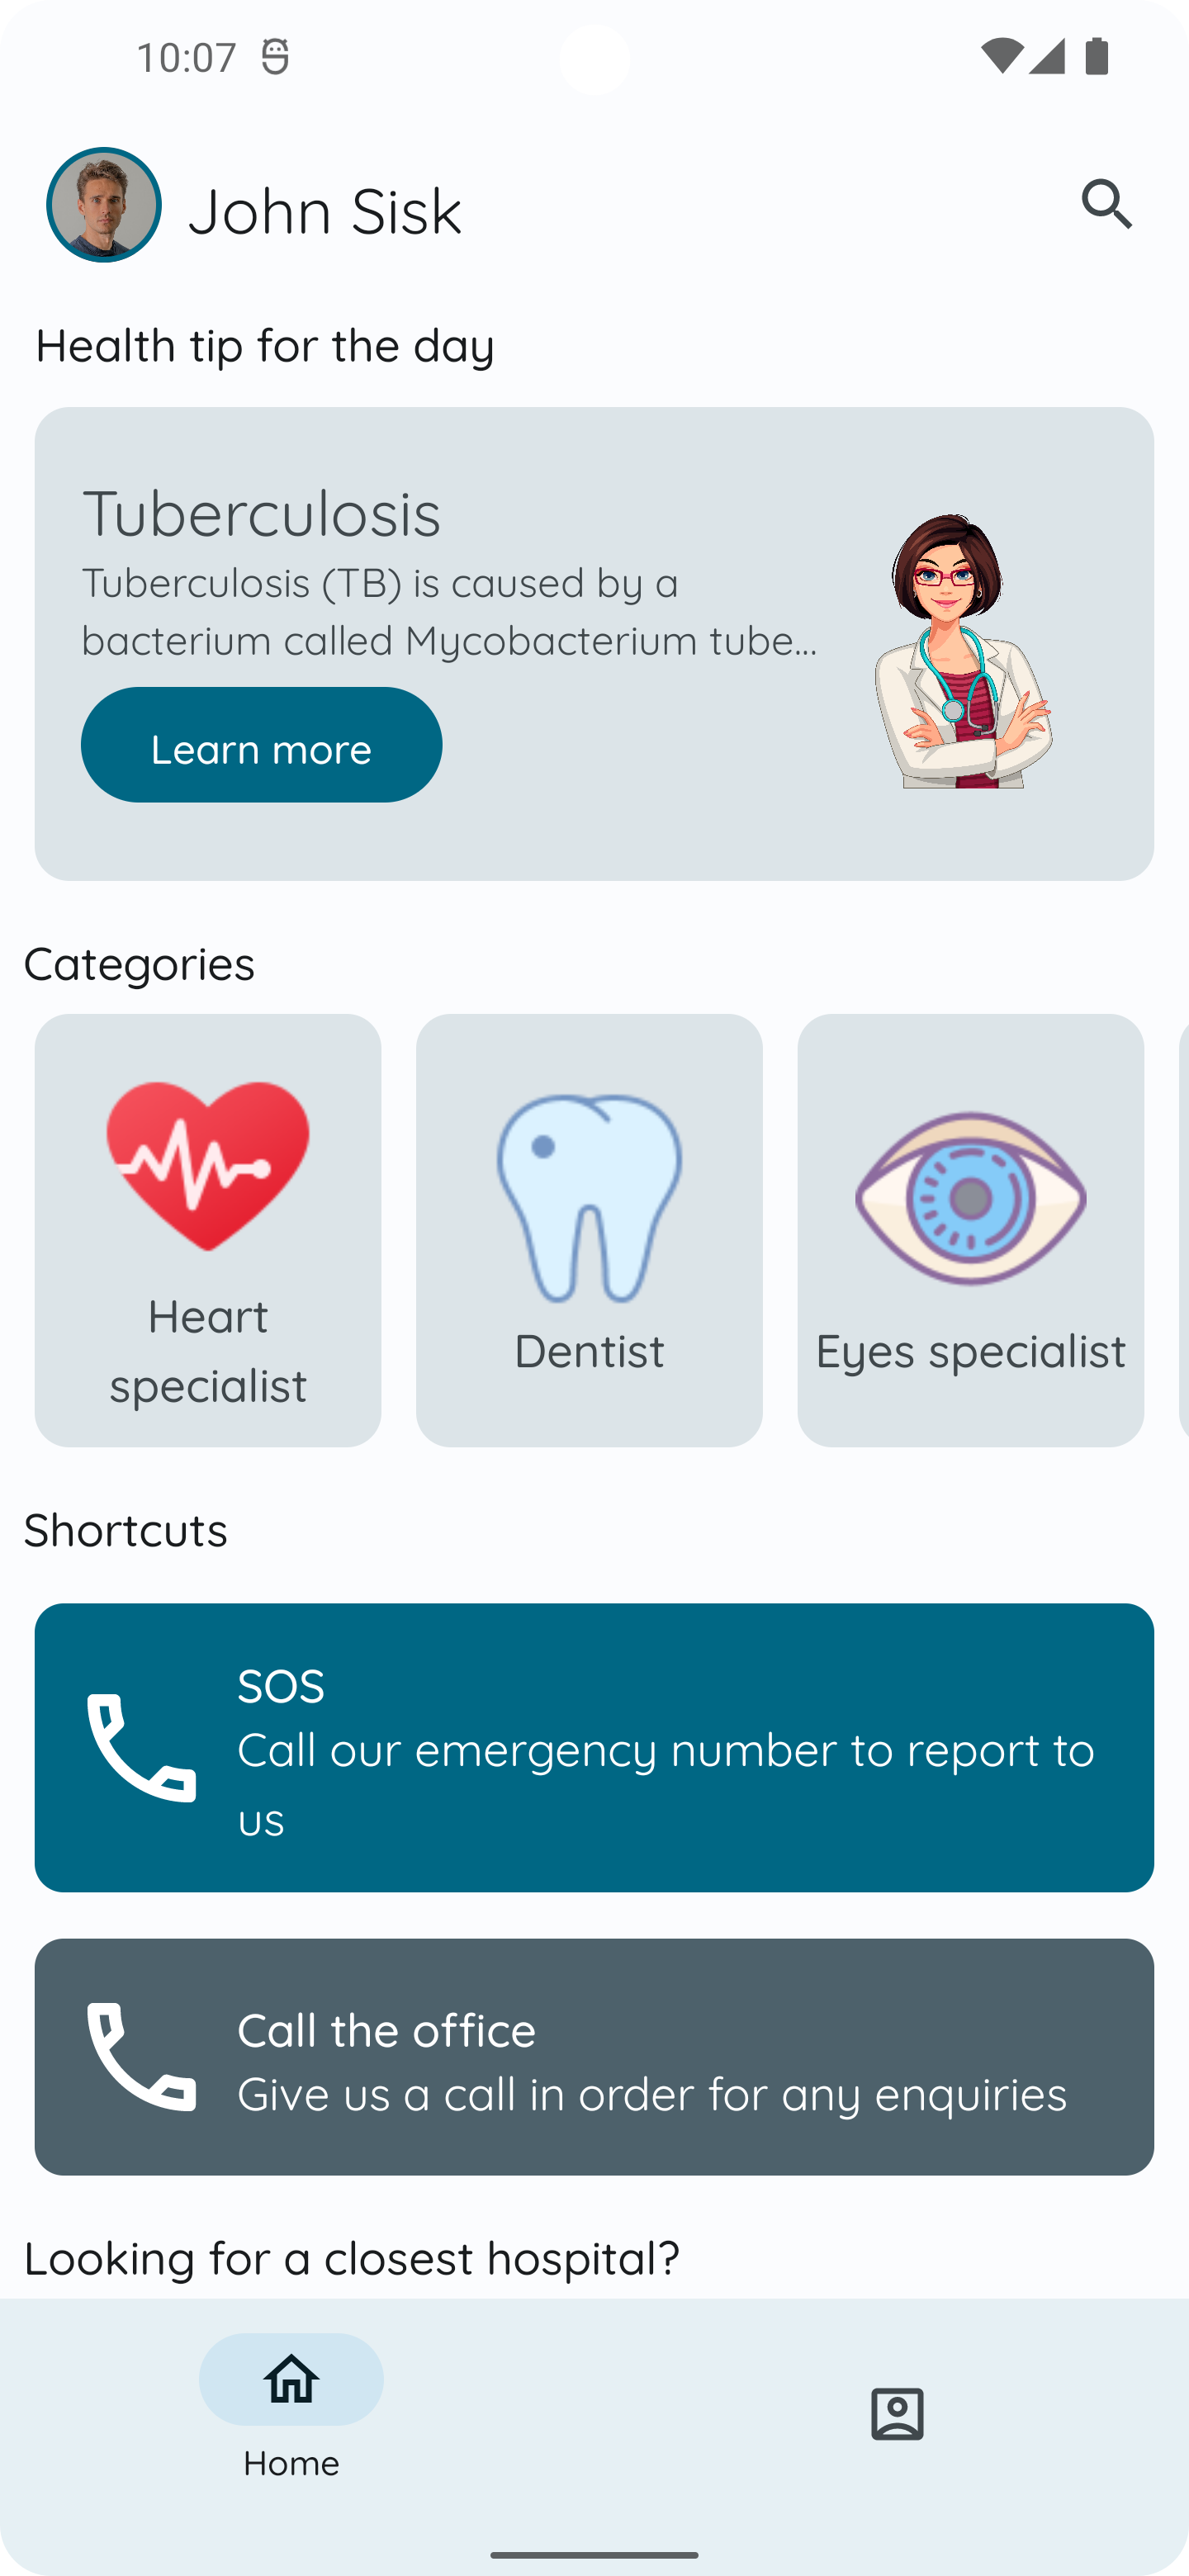 10:07
John Sisk
Health tip for the day
Tuberculosis
Tuberculosis (TB) is caused by a
bacterium called Mycobacterium tube...
Learn more
Categories
Heart
specialist
Dentist
Eyes specialist
Shortcuts
SOS
Call our emergency number to report to
us
Call the office
Give us a call in order for any enquiries
Looking for a closest hospital?
Home